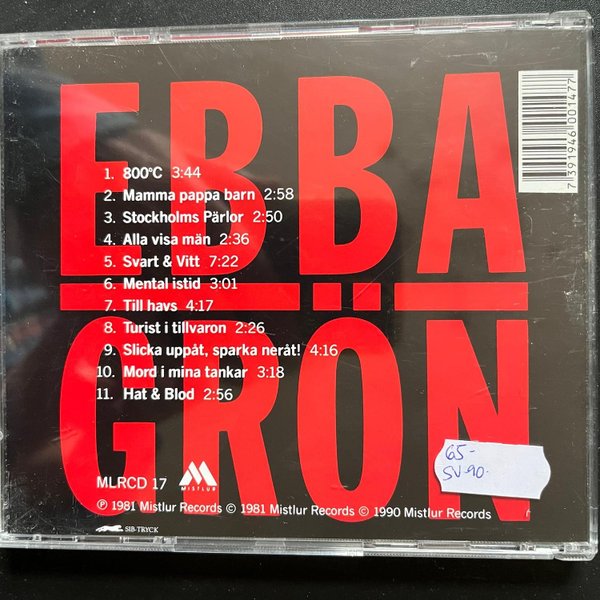 EBBA
GRÖN
1. 800°C 3:44
2. Mamma pappa barn 2:58
3. Stockholms Pärlor 2:50
4. Alla visa män 2:36
5. Svart & Vitt 7:22
6. Mental istid 3:01
7. Till havs 4:17
8. Turist i tillvaron 2:26
9. Slicka uppåt, sparka neråt! 4:16
10. Mord i mina tankar 3:18
11. Hat & Blod 2:56
7 391946 001477
65-
SV-90-
MLRCD 17
MISTLUR
℗ 1981 Mistlur Records © 1981 Mistlur Records © 1990 Mistlur Records
SIB-TRYCK